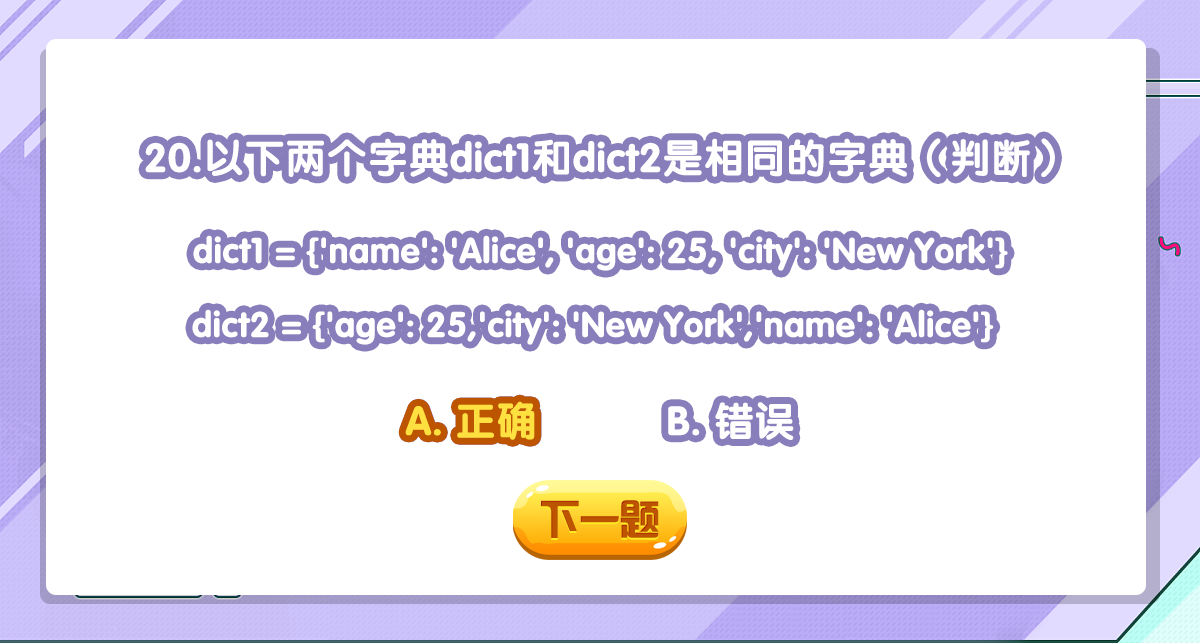 20.以下两个字典dict1和dict2是相同的字典（判断）
dict1 = {'name': 'Alice', 'age': 25, 'city': 'New York'}
dict2 = {'age': 25,'city': 'New York','name': 'Alice'}
A. 正确 B. 错误
下一题